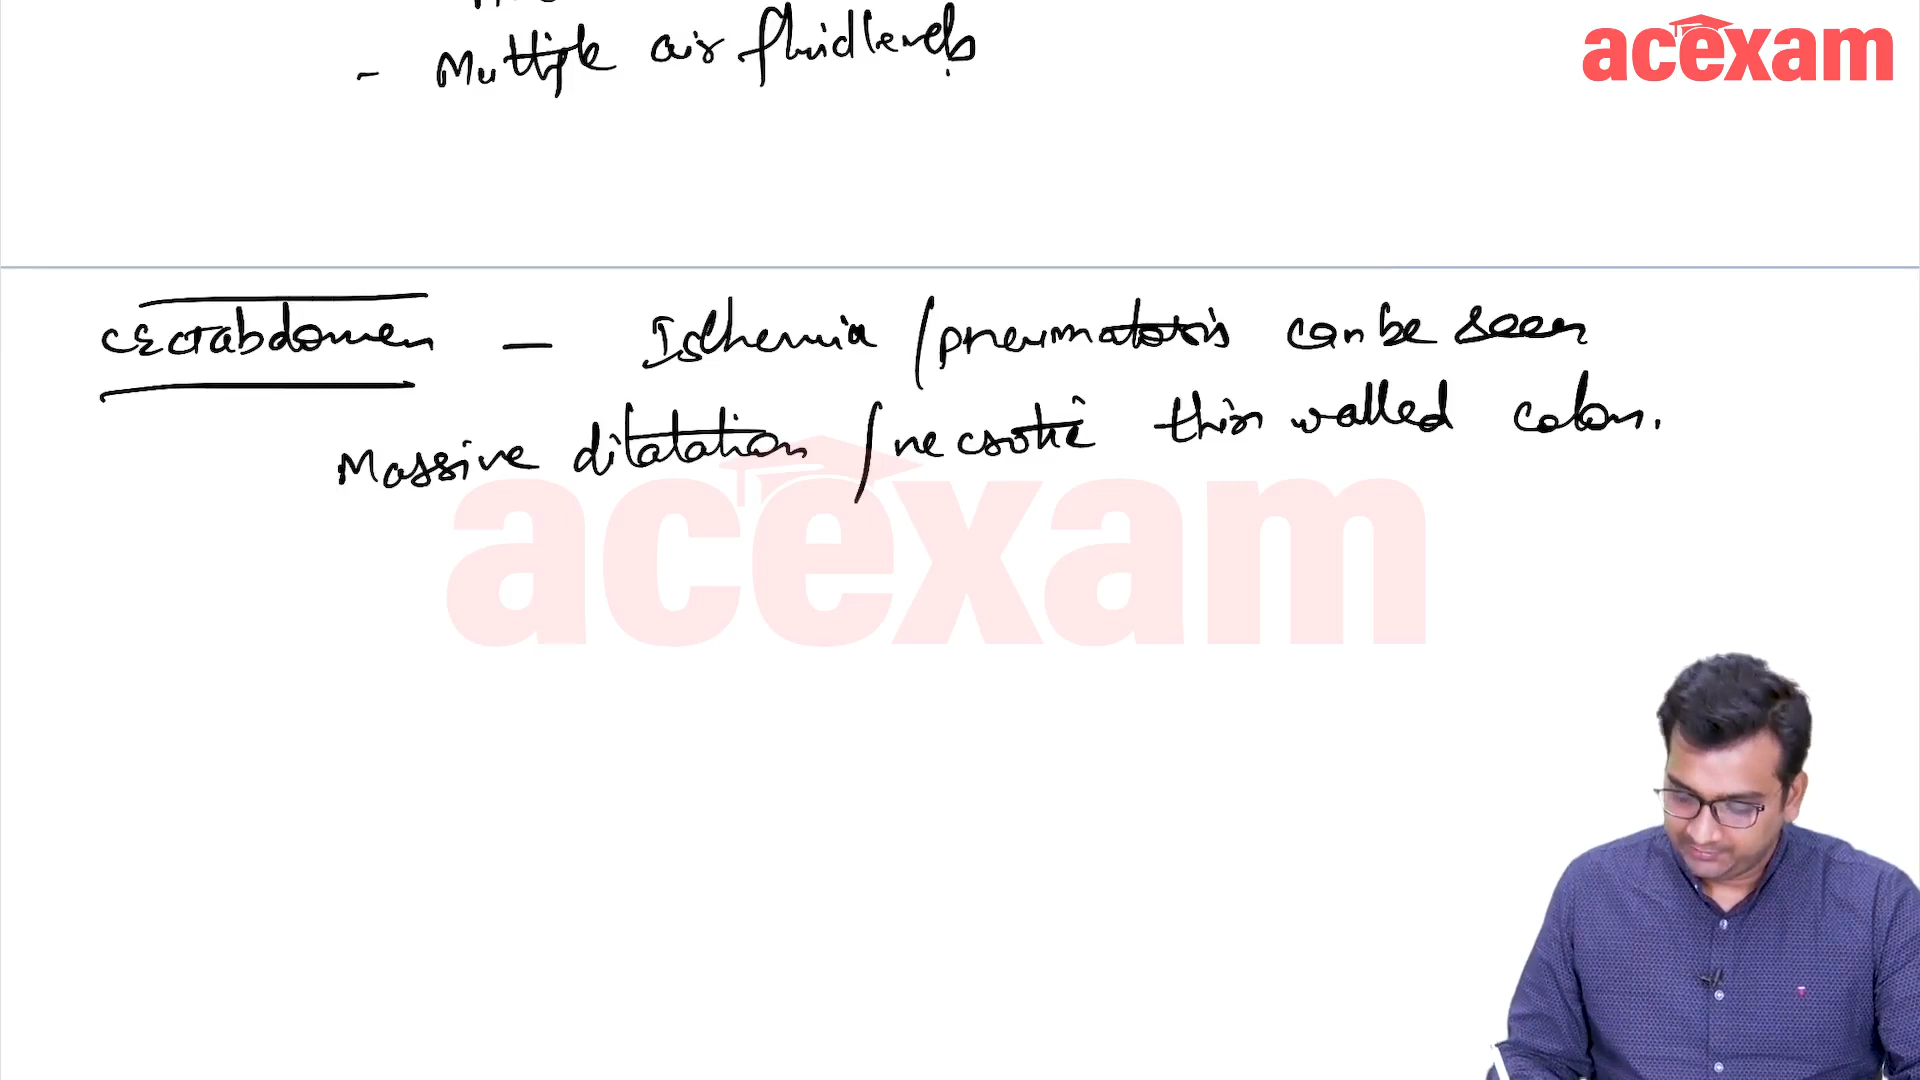 - Multiple air fluid levels
acexam
CECT abdomen - Ischemia / pneumatosis can be seen
Massive dilatation / necrotic thin walled colon.
acexam